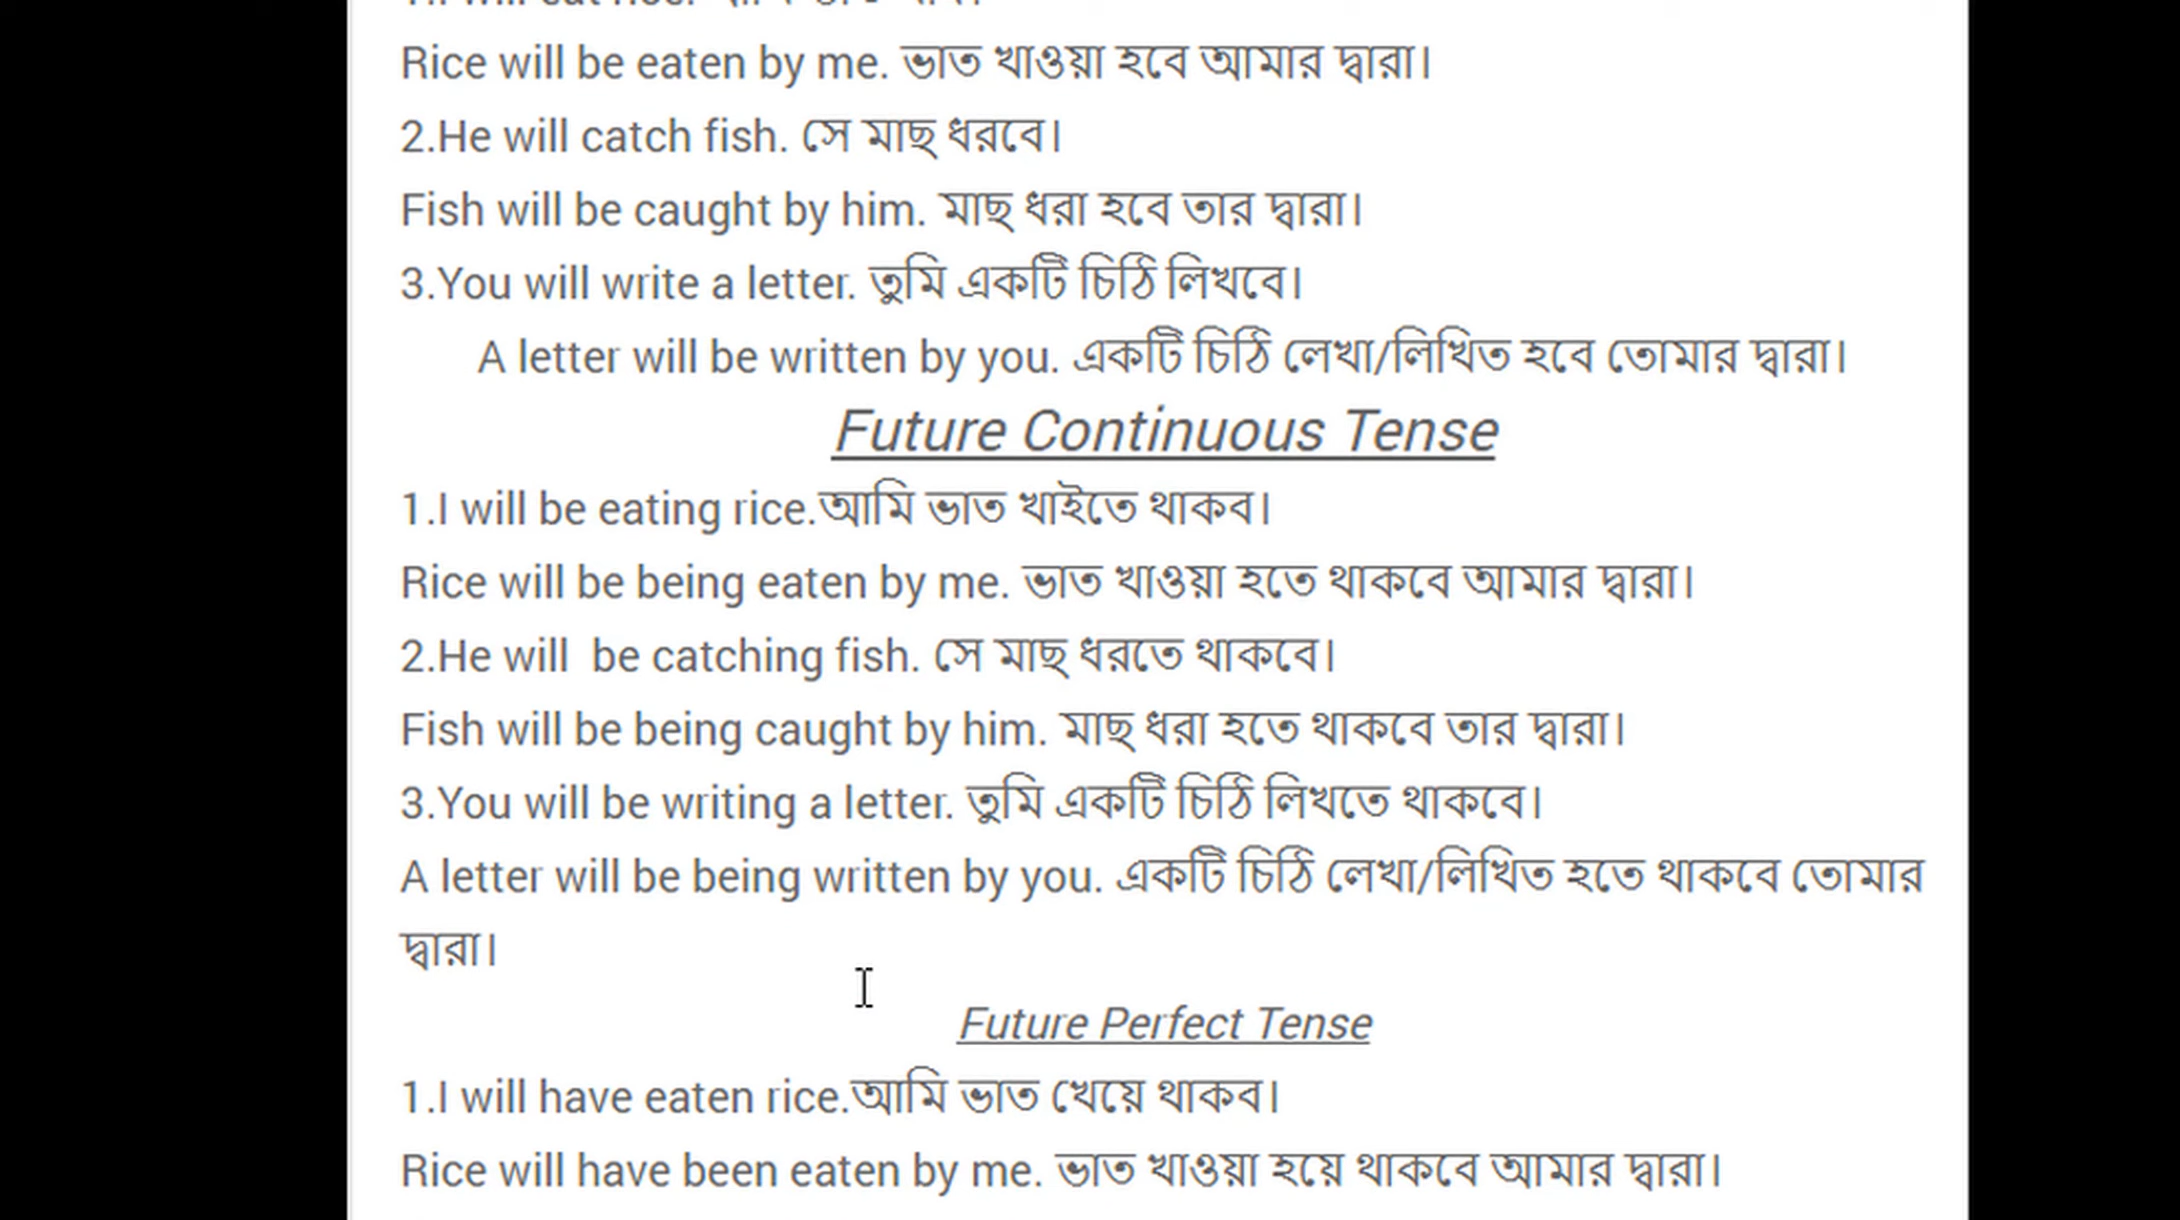 Rice will be eaten by me. ভাত খাওয়া হবে আমার দ্বারা।
2.He will catch fish. সে মাছ ধরবে।
Fish will be caught by him. মাছ ধরা হবে তার দ্বারা।
3.You will write a letter. তুমি একটি চিঠি লিখবে।
A letter will be written by you. একটি চিঠি লেখা/লিখিত হবে তোমার দ্বারা।
Future Continuous Tense
1.I will be eating rice.আমি ভাত খাইতে থাকব।
Rice will be being eaten by me. ভাত খাওয়া হতে থাকবে আমার দ্বারা।
2.He will  be catching fish. সে মাছ ধরতে থাকবে।
Fish will be being caught by him. মাছ ধরা হতে থাকবে তার দ্বারা।
3.You will be writing a letter. তুমি একটি চিঠি লিখতে থাকবে।
A letter will be being written by you. একটি চিঠি লেখা/লিখিত হতে থাকবে তোমার
দ্বারা।
Future Perfect Tense
1.I will have eaten rice.আমি ভাত খেয়ে থাকব।
Rice will have been eaten by me. ভাত খাওয়া হয়ে থাকবে আমার দ্বারা।